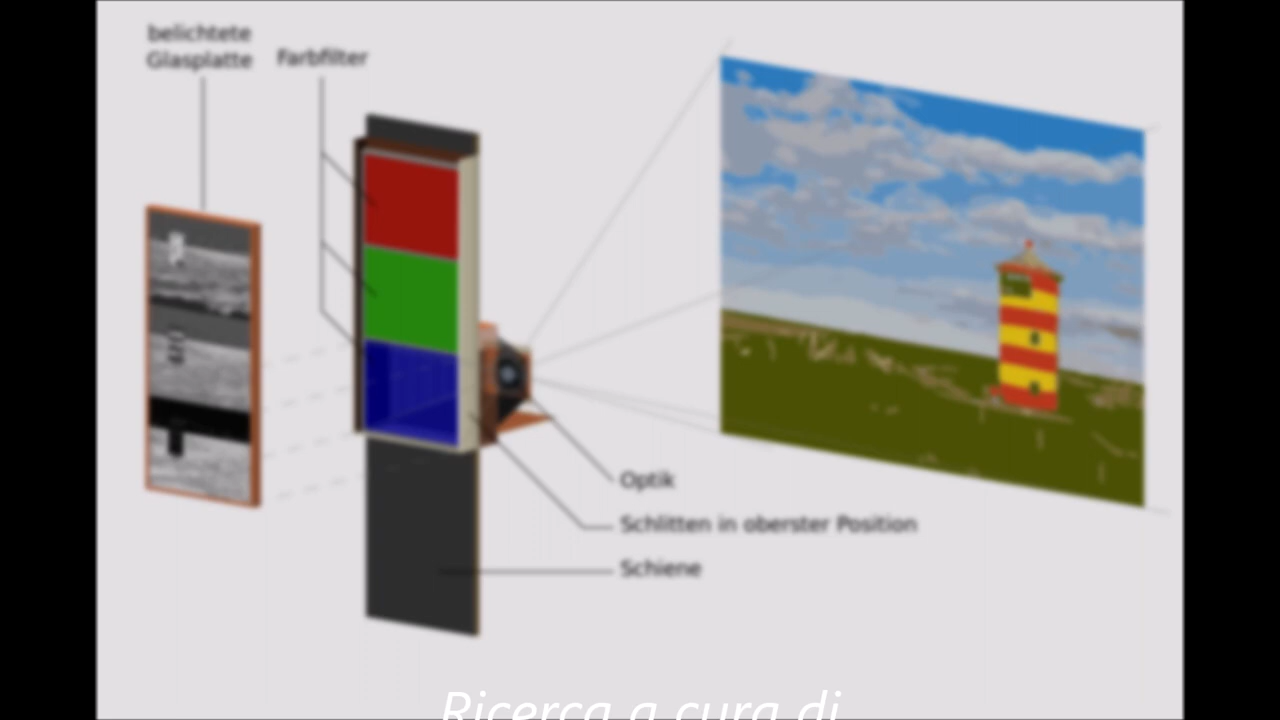 belichtete
Glasplatte
Farbfilter
Optik
Schlitten in oberster Position
Schiene
Ricerca a cura di